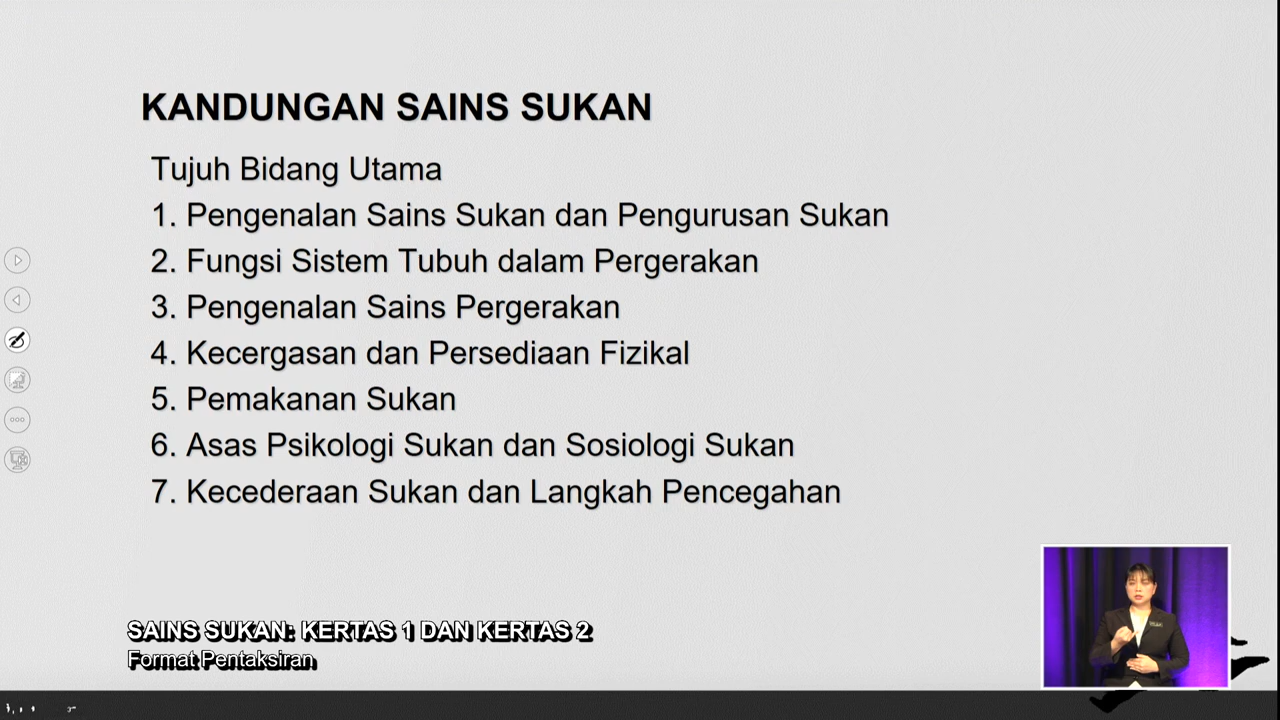 KANDUNGAN SAINS SUKAN
Tujuh Bidang Utama
1. Pengenalan Sains Sukan dan Pengurusan Sukan
2. Fungsi Sistem Tubuh dalam Pergerakan
3. Pengenalan Sains Pergerakan
4. Kecergasan dan Persediaan Fizikal
5. Pemakanan Sukan
6. Asas Psikologi Sukan dan Sosiologi Sukan
7. Kecederaan Sukan dan Langkah Pencegahan
SAINS SUKAN: KERTAS 1 DAN KERTAS 2
Format Pentaksiran